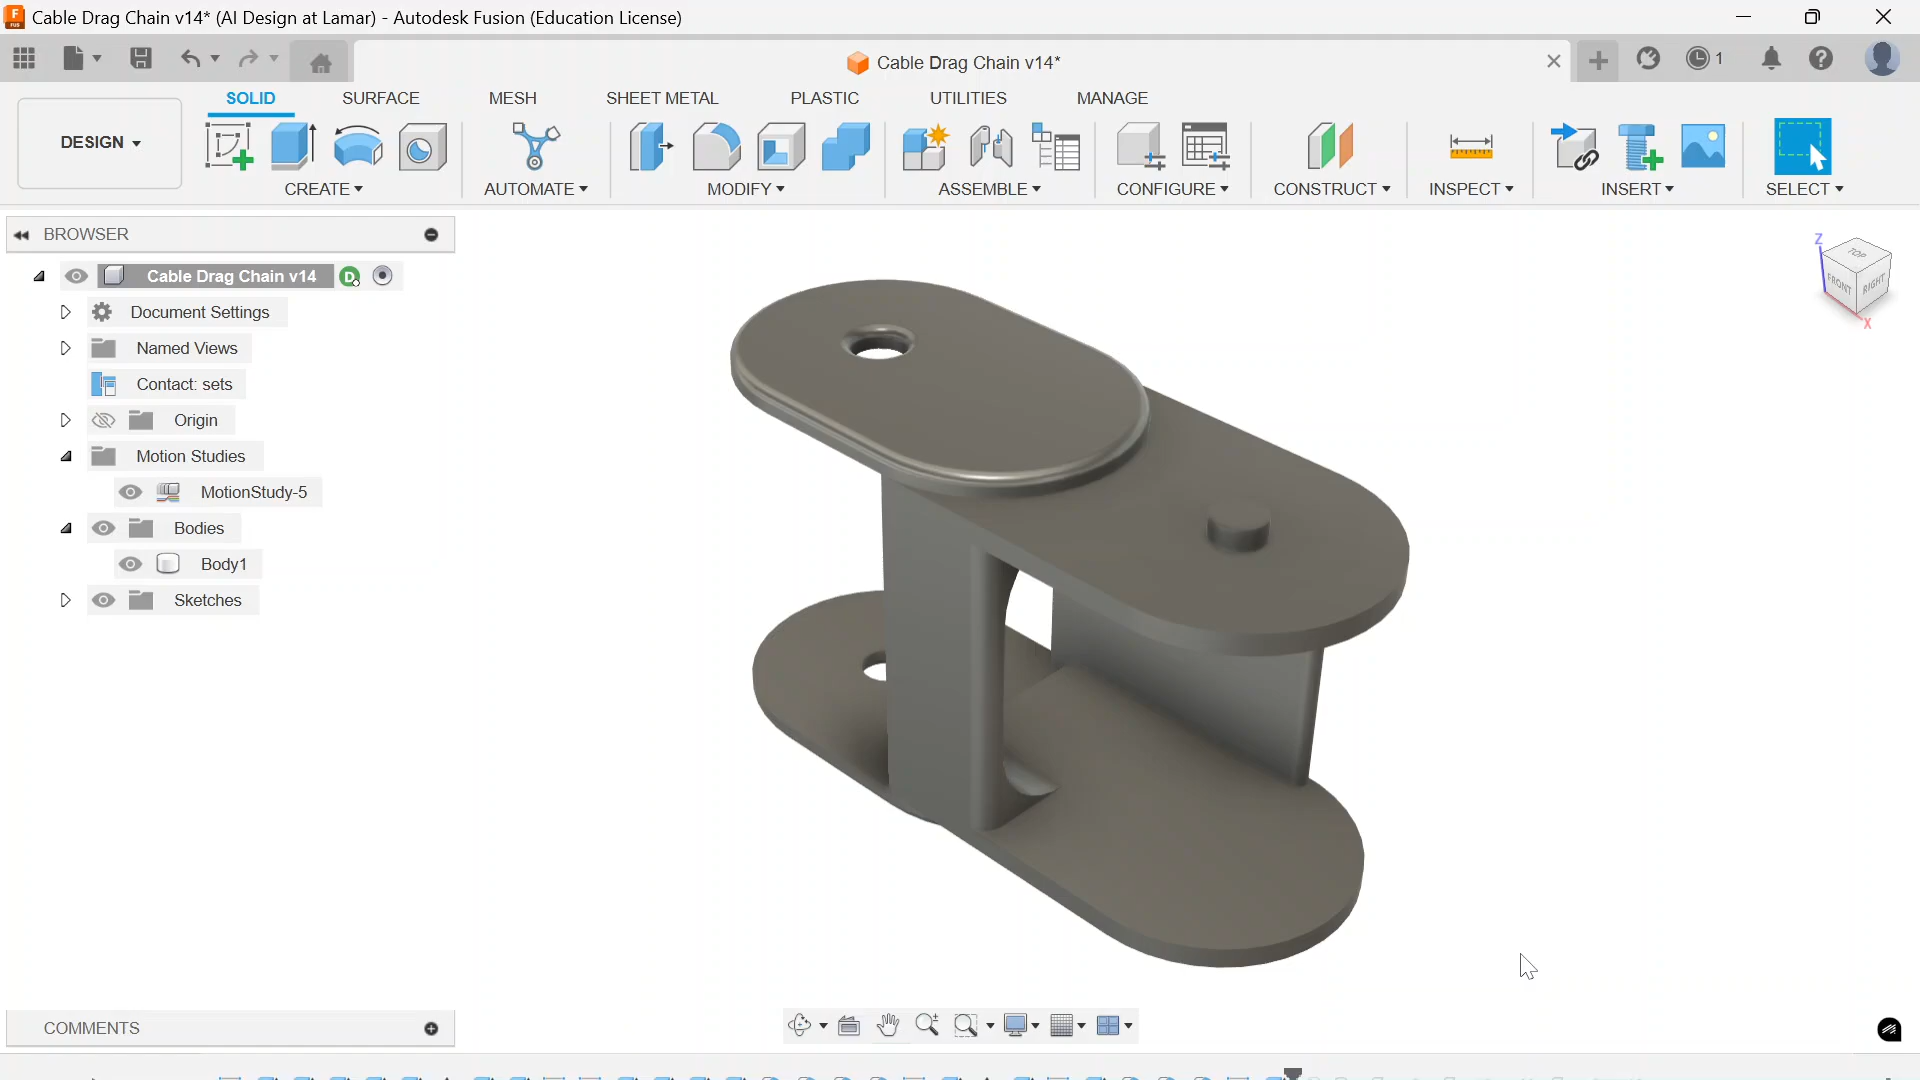 Cable Drag Chain v14* (AI Design at Lamar) - Autodesk Fusion (Education License)
Cable Drag Chain v14*
1
SOLID SURFACE MESH SHEET METAL PLASTIC UTILITIES MANAGE
DESIGN
CREATE AUTOMATE MODIFY ASSEMBLE CONFIGURE CONSTRUCT INSPECT INSERT SELECT
BROWSER
Cable Drag Chain v14
Document Settings
Named Views
Contact: sets
Origin
Motion Studies
MotionStudy-5
Bodies
Body1
Sketches
Z
TOP
FRONT RIGHT
X
COMMENTS